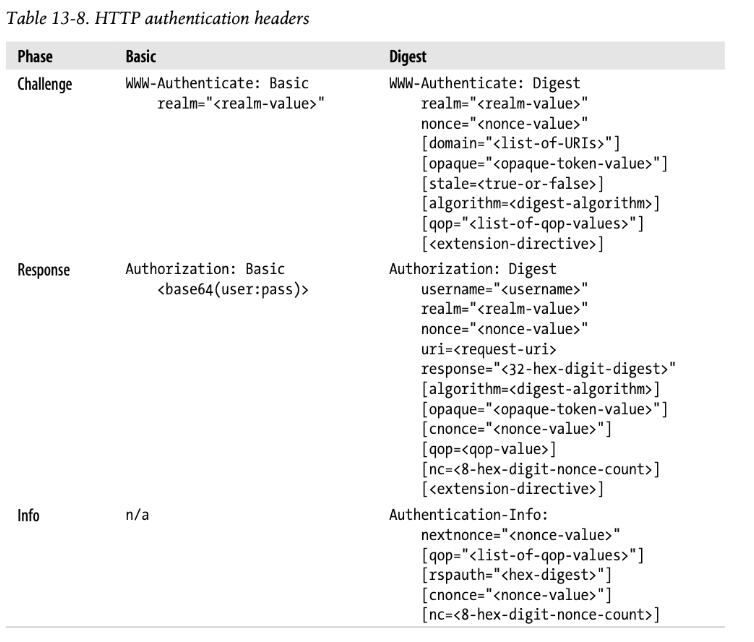 Table 13-8. HTTP authentication headers
Phase Basic Digest
Challenge WWW-Authenticate: Basic WWW-Authenticate: Digest
realm="<realm-value>" realm="<realm-value>"
nonce="<nonce-value>"
[domain="<list-of-URIs>"]
[opaque="<opaque-token-value>"]
[stale=<true-or-false>]
[algorithm=<digest-algorithm>]
[qop="<list-of-qop-values>"]
[<extension-directive>]
Response Authorization: Basic Authorization: Digest
<base64(user:pass)> username="<username>"
realm="<realm-value>"
nonce="<nonce-value>"
uri=<request-uri>
response="<32-hex-digit-digest>"
[algorithm=<digest-algorithm>]
[opaque="<opaque-token-value>"]
[cnonce="<nonce-value>"]
[qop=<qop-value>]
[nc=<8-hex-digit-nonce-count>]
[<extension-directive>]
Info n/a Authentication-Info:
nextnonce="<nonce-value>"
[qop="<list-of-qop-values>"]
[rspauth="<hex-digest>"]
[cnonce="<nonce-value>"]
[nc=<8-hex-digit-nonce-count>]